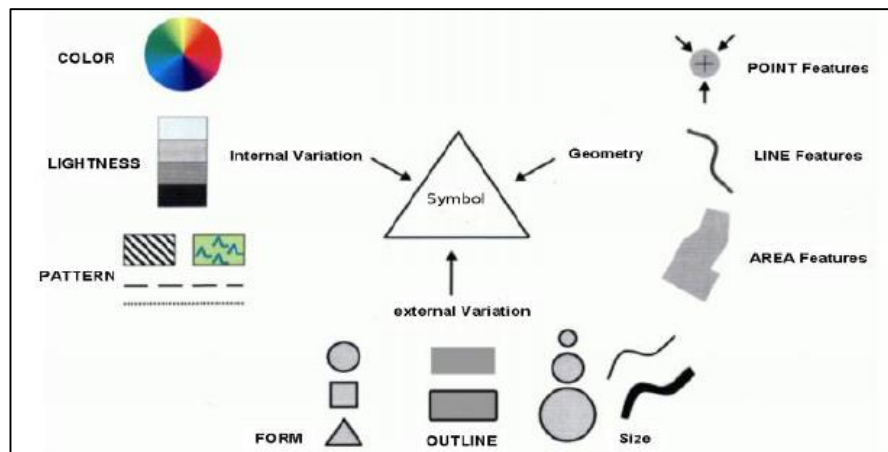 COLOR
POINT Features
LIGHTNESS
Internal Variation
Geometry
LINE Features
Symbol
PATTERN
AREA Features
external Variation
FORM
OUTLINE
Size